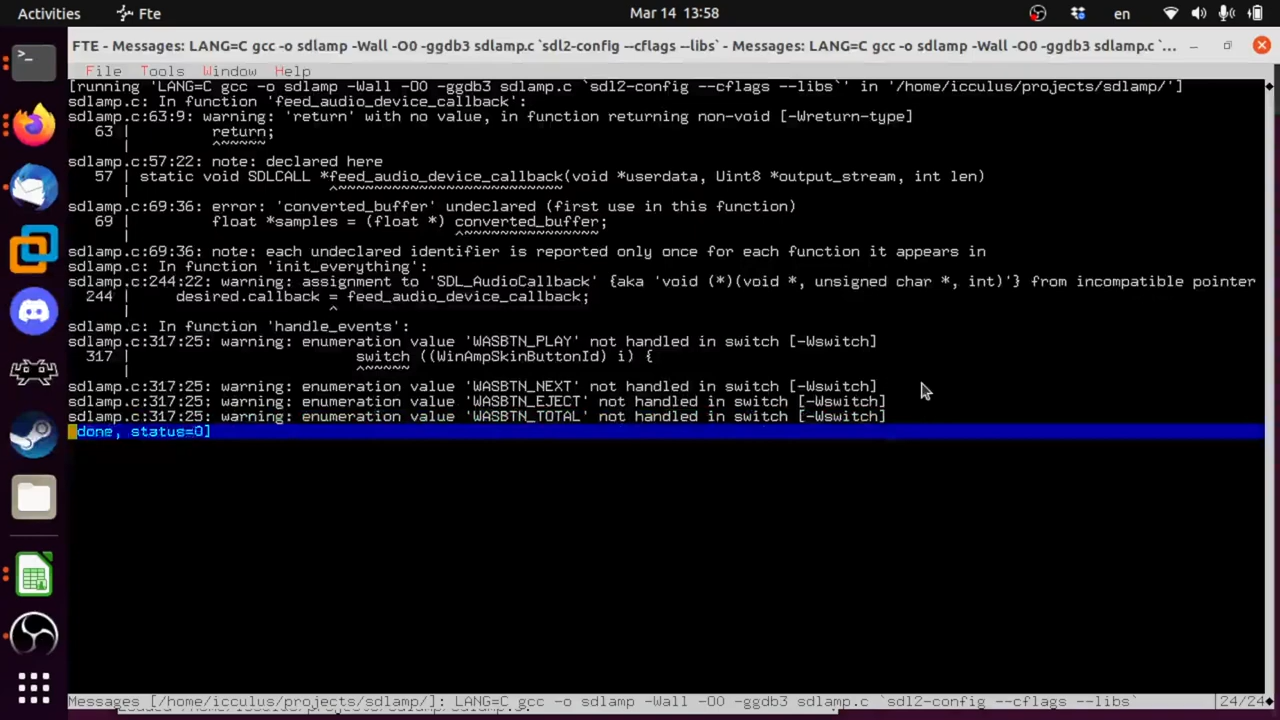 Activities
Fte
Mar 14 13:58
en
FTE - Messages: LANG=C gcc -o sdlamp -Wall -O0 -ggdb3 sdlamp.c `sdl2-config --cflags --libs` - Messages: LANG=C gcc -o sdlamp -Wall -O0 -ggdb3 sdlamp.c `...
File Tools Window Help
[running 'LANG=C gcc -o sdlamp -Wall -O0 -ggdb3 sdlamp.c `sdl2-config --cflags --libs`' in '/home/icculus/projects/sdlamp/']
sdlamp.c: In function 'feed_audio_device_callback':
sdlamp.c:63:9: warning: 'return' with no value, in function returning non-void [-Wreturn-type]
63 |         return;
|         ^~~~~~
sdlamp.c:57:22: note: declared here
57 | static void SDLCALL *feed_audio_device_callback(void *userdata, Uint8 *output_stream, int len)
|                      ^~~~~~~~~~~~~~~~~~~~~~~~~~
sdlamp.c:69:36: error: 'converted_buffer' undeclared (first use in this function)
69 |         float *samples = (float *) converted_buffer;
|                                    ^~~~~~~~~~~~~~~~
sdlamp.c:69:36: note: each undeclared identifier is reported only once for each function it appears in
sdlamp.c: In function 'init_everything':
sdlamp.c:244:22: warning: assignment to 'SDL_AudioCallback' {aka 'void (*)(void *, unsigned char *, int)'} from incompatible pointer
244 |     desired.callback = feed_audio_device_callback;
|                      ^
sdlamp.c: In function 'handle_events':
sdlamp.c:317:25: warning: enumeration value 'WASBTN_PLAY' not handled in switch [-Wswitch]
317 |                         switch ((WinAmpSkinButtonId) i) {
|                         ^~~~~~
sdlamp.c:317:25: warning: enumeration value 'WASBTN_NEXT' not handled in switch [-Wswitch]
sdlamp.c:317:25: warning: enumeration value 'WASBTN_EJECT' not handled in switch [-Wswitch]
sdlamp.c:317:25: warning: enumeration value 'WASBTN_TOTAL' not handled in switch [-Wswitch]
[done, status=0]
Messages [/home/icculus/projects/sdlamp/]: LANG=C gcc -o sdlamp -Wall -O0 -ggdb3 sdlamp.c `sdl2-config --cflags --libs` 24/24